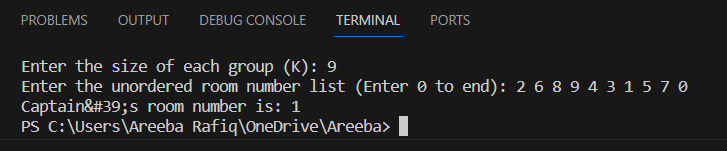 PROBLEMS OUTPUT DEBUG CONSOLE TERMINAL PORTS
Enter the size of each group (K): 9
Enter the unordered room number list (Enter 0 to end): 2 6 8 9 4 3 1 5 7 0
Captain&#39;s room number is: 1
PS C:\Users\Areeba Rafiq\OneDrive\Areeba>